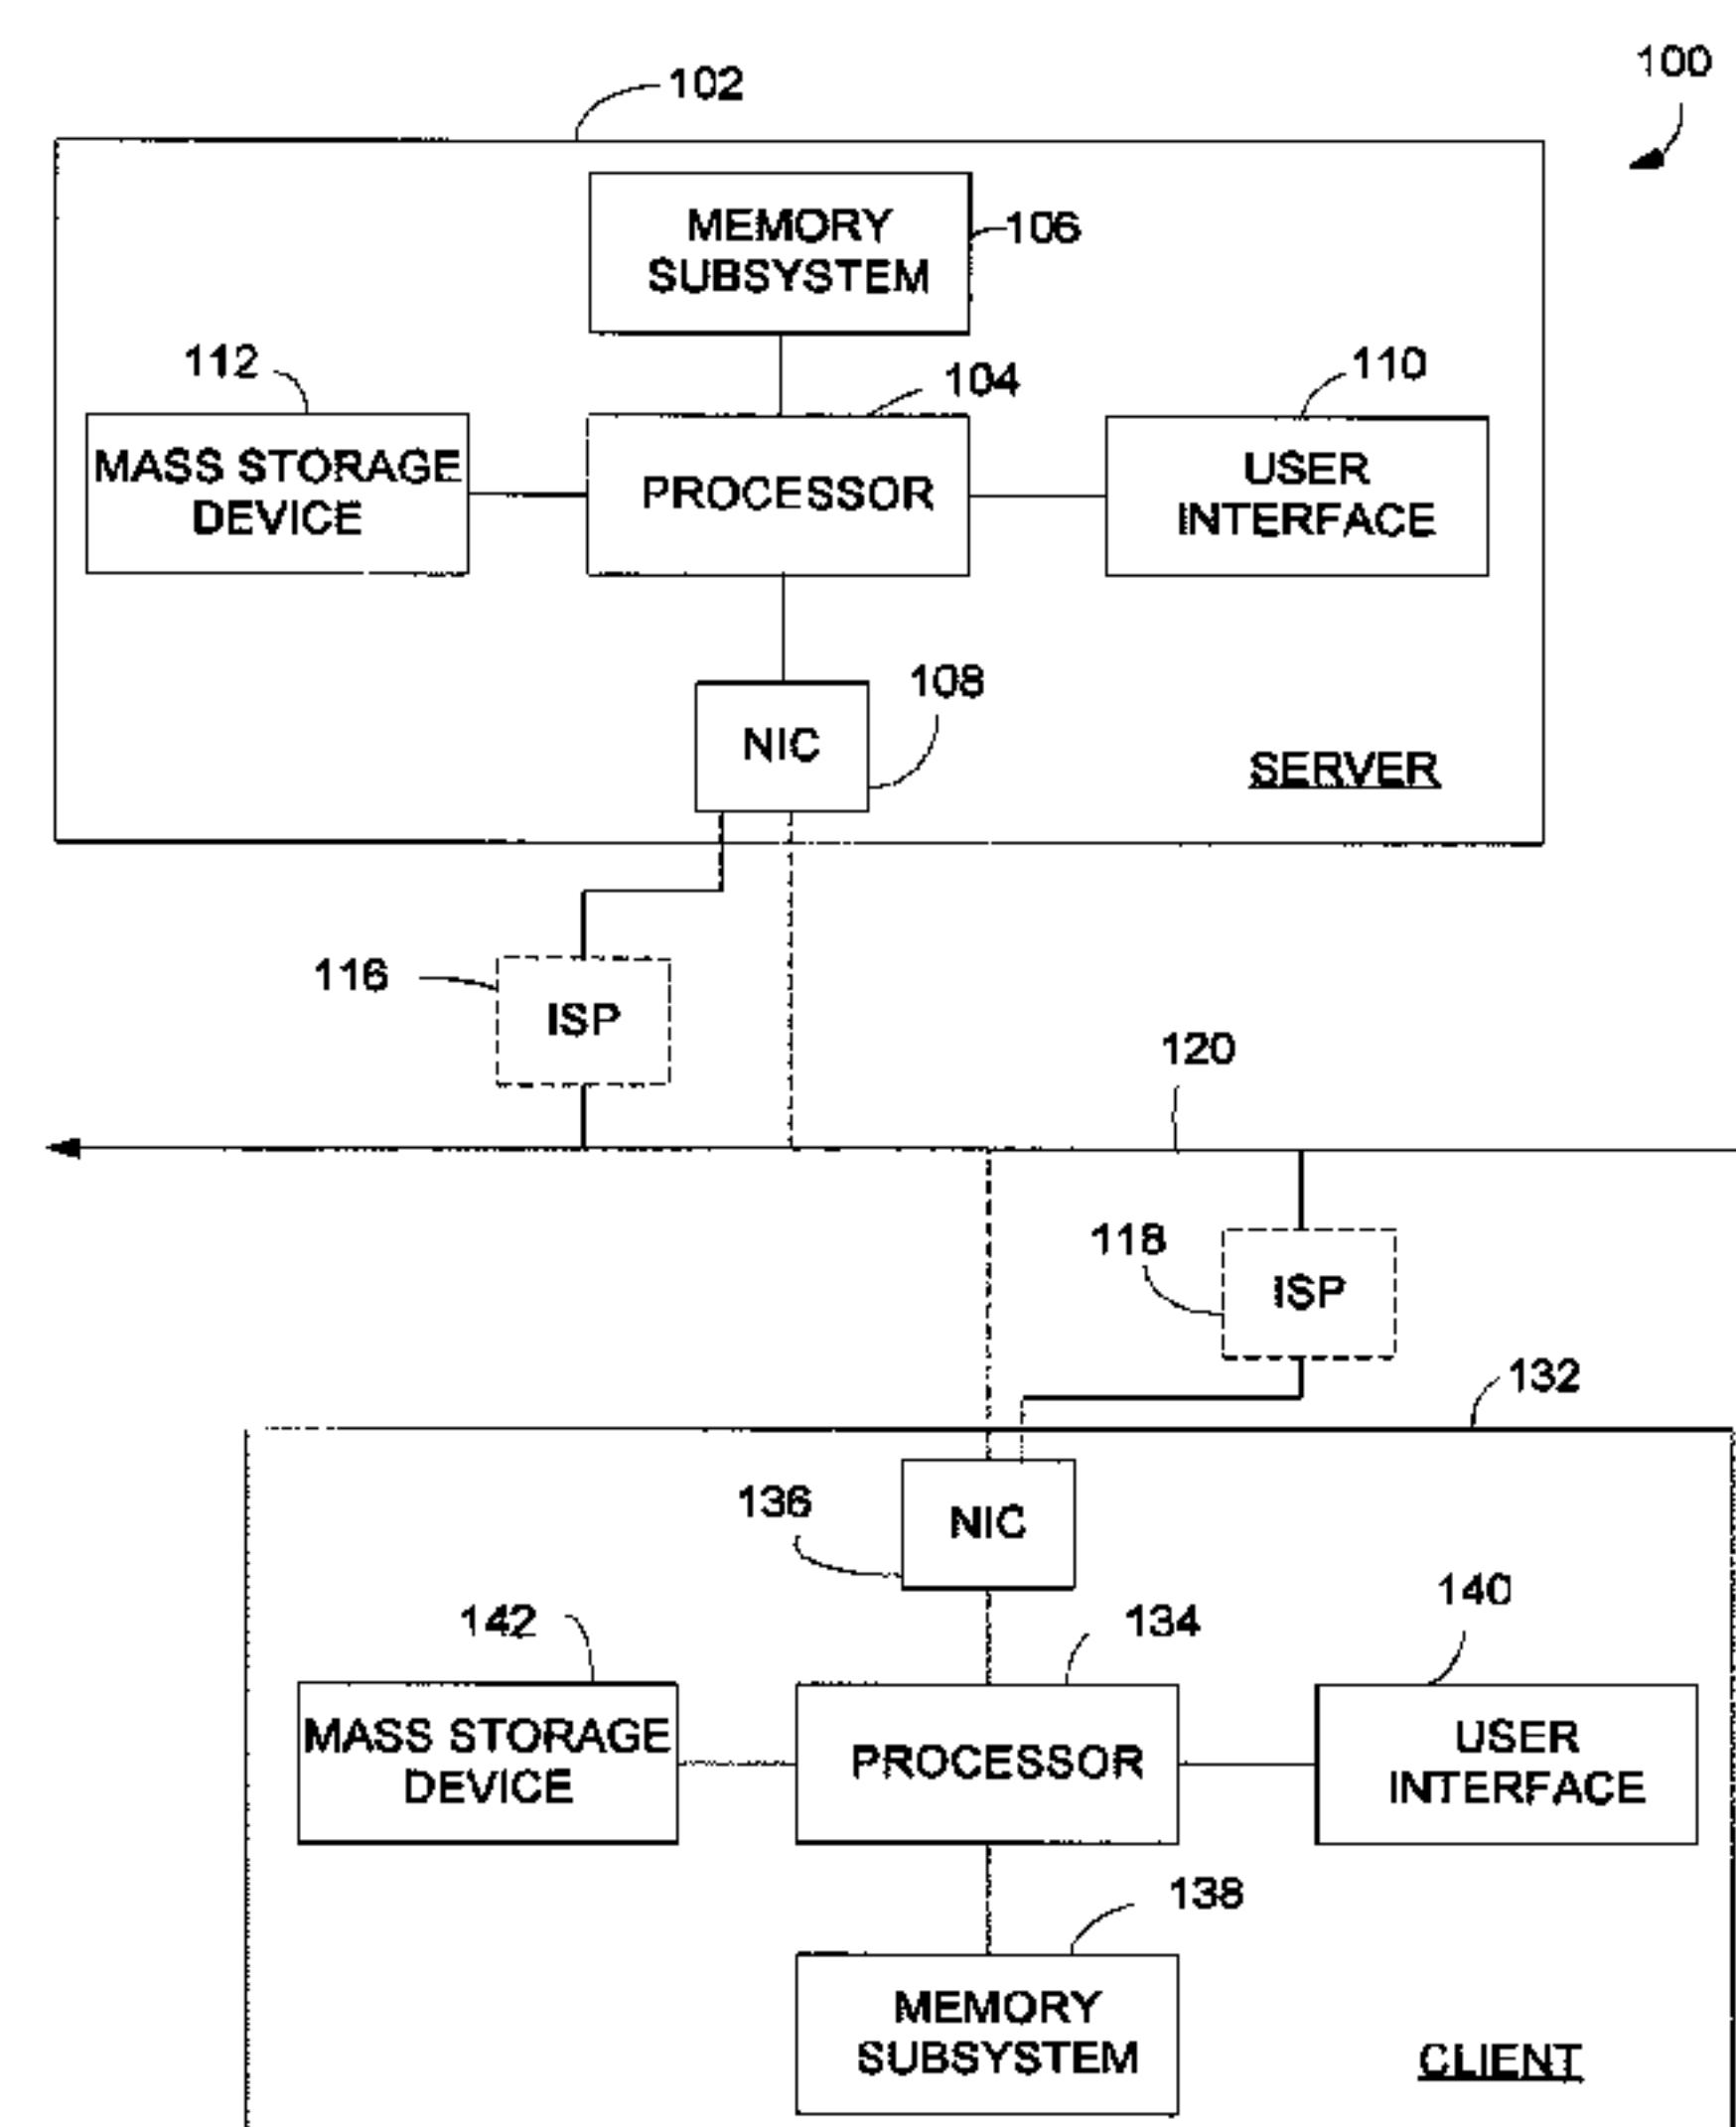 100
102
MEMORY
SUBSYSTEM
106
112
104
110
MASS STORAGE
DEVICE
PROCESSOR
USER
INTERFACE
108
NIC
SERVER
116
ISP
120
118
ISP
132
136
NIC
142
134
140
MASS STORAGE
DEVICE
PROCESSOR
USER
INTERFACE
138
MEMORY
SUBSYSTEM
CLIENT